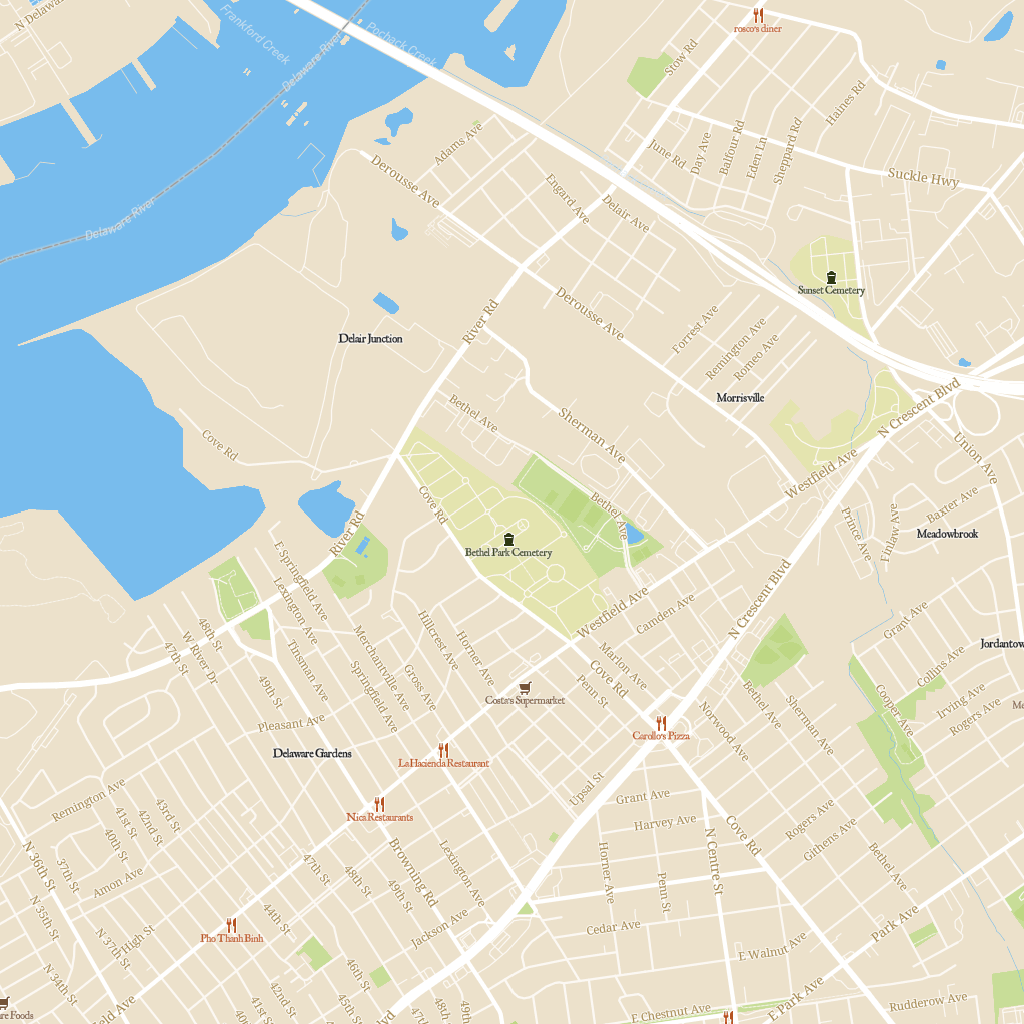 N Delawa
Frankford Creek
Pochack Creek
Delaware River
rosco's diner
Stow Rd
Haines Rd
Adams Ave
June Rd
Day Ave
Balfour Rd
Eden Ln
Sheppard Rd
Suckle Hwy
Derousse Ave
Engard Ave
Delair Ave
Delaware River
Sunset Cemetery
River Rd
Derousse Ave
Forrest Ave
Remington Ave
Romeo Ave
Delair Junction
Morrisville
N Crescent Blvd
Bethel Ave
Sherman Ave
Union Ave
Cove Rd
Westfield Ave
Cove Rd
Bethel Ave
Baxter Ave
Prince Ave
Finlaw Ave
Meadowbrook
River Rd
Bethel Park Cemetery
E Springfield Ave
Lexington Ave
Westfield Ave
Camden Ave
N Crescent Blvd
Grant Ave
48th St
47th St
W River Dr
Tinsman Ave
Merchantville Ave
Springfield Ave
Hillcrest Ave
Horner Ave
Gross Ave
Marlon Ave
Cove Rd
Penn St
Jordantow
Collins Ave
Irving Ave
Rogers Ave
Cooper Ave
49th St
Costa's Supermarket
Bethel Ave
Sherman Ave
Norwood Ave
Pleasant Ave
Carollo's Pizza
Delaware Gardens
La Hacienda Restaurant
Upsal St
Grant Ave
Harvey Ave
Remington Ave
Nica Restaurants
43rd St
42nd St
41st St
40th St
Rogers Ave
Githens Ave
Cove Rd
N Centre St
N 36th St
37th St
Amon Ave
47th St
48th St
49th St
Browning Rd
Lexington Ave
Horner Ave
Penn St
Bethel Ave
N 35th St
N 37th St
High St
44th St
Pho Thanh Binh
Jackson Ave
Cedar Ave
Park Ave
E Walnut Ave
N 34th St
46th St
45th St
42nd St
41st St
47th St
48th St
49th
E Chestnut Ave
E Park Ave
Rudderow Ave